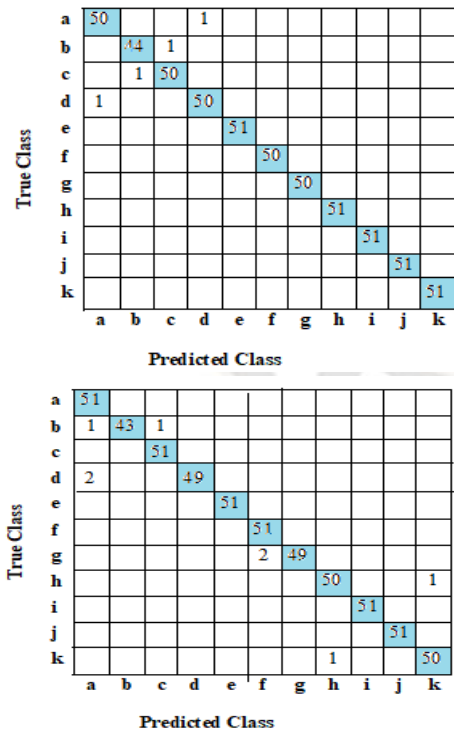 a 50 1
b 44 1
c 1 50
d 1 50
e 51
f 50
g 50
h 51
i 51
j 51
k 51
a b c d e f g h i j k
True Class
Predicted Class
a 51
b 1 43 1
c 51
d 2 49
e 51
f 51
g 2 49
h 50 1
i 51
j 51
k 1 50
a b c d e f g h i j k
True Class
Predicted Class